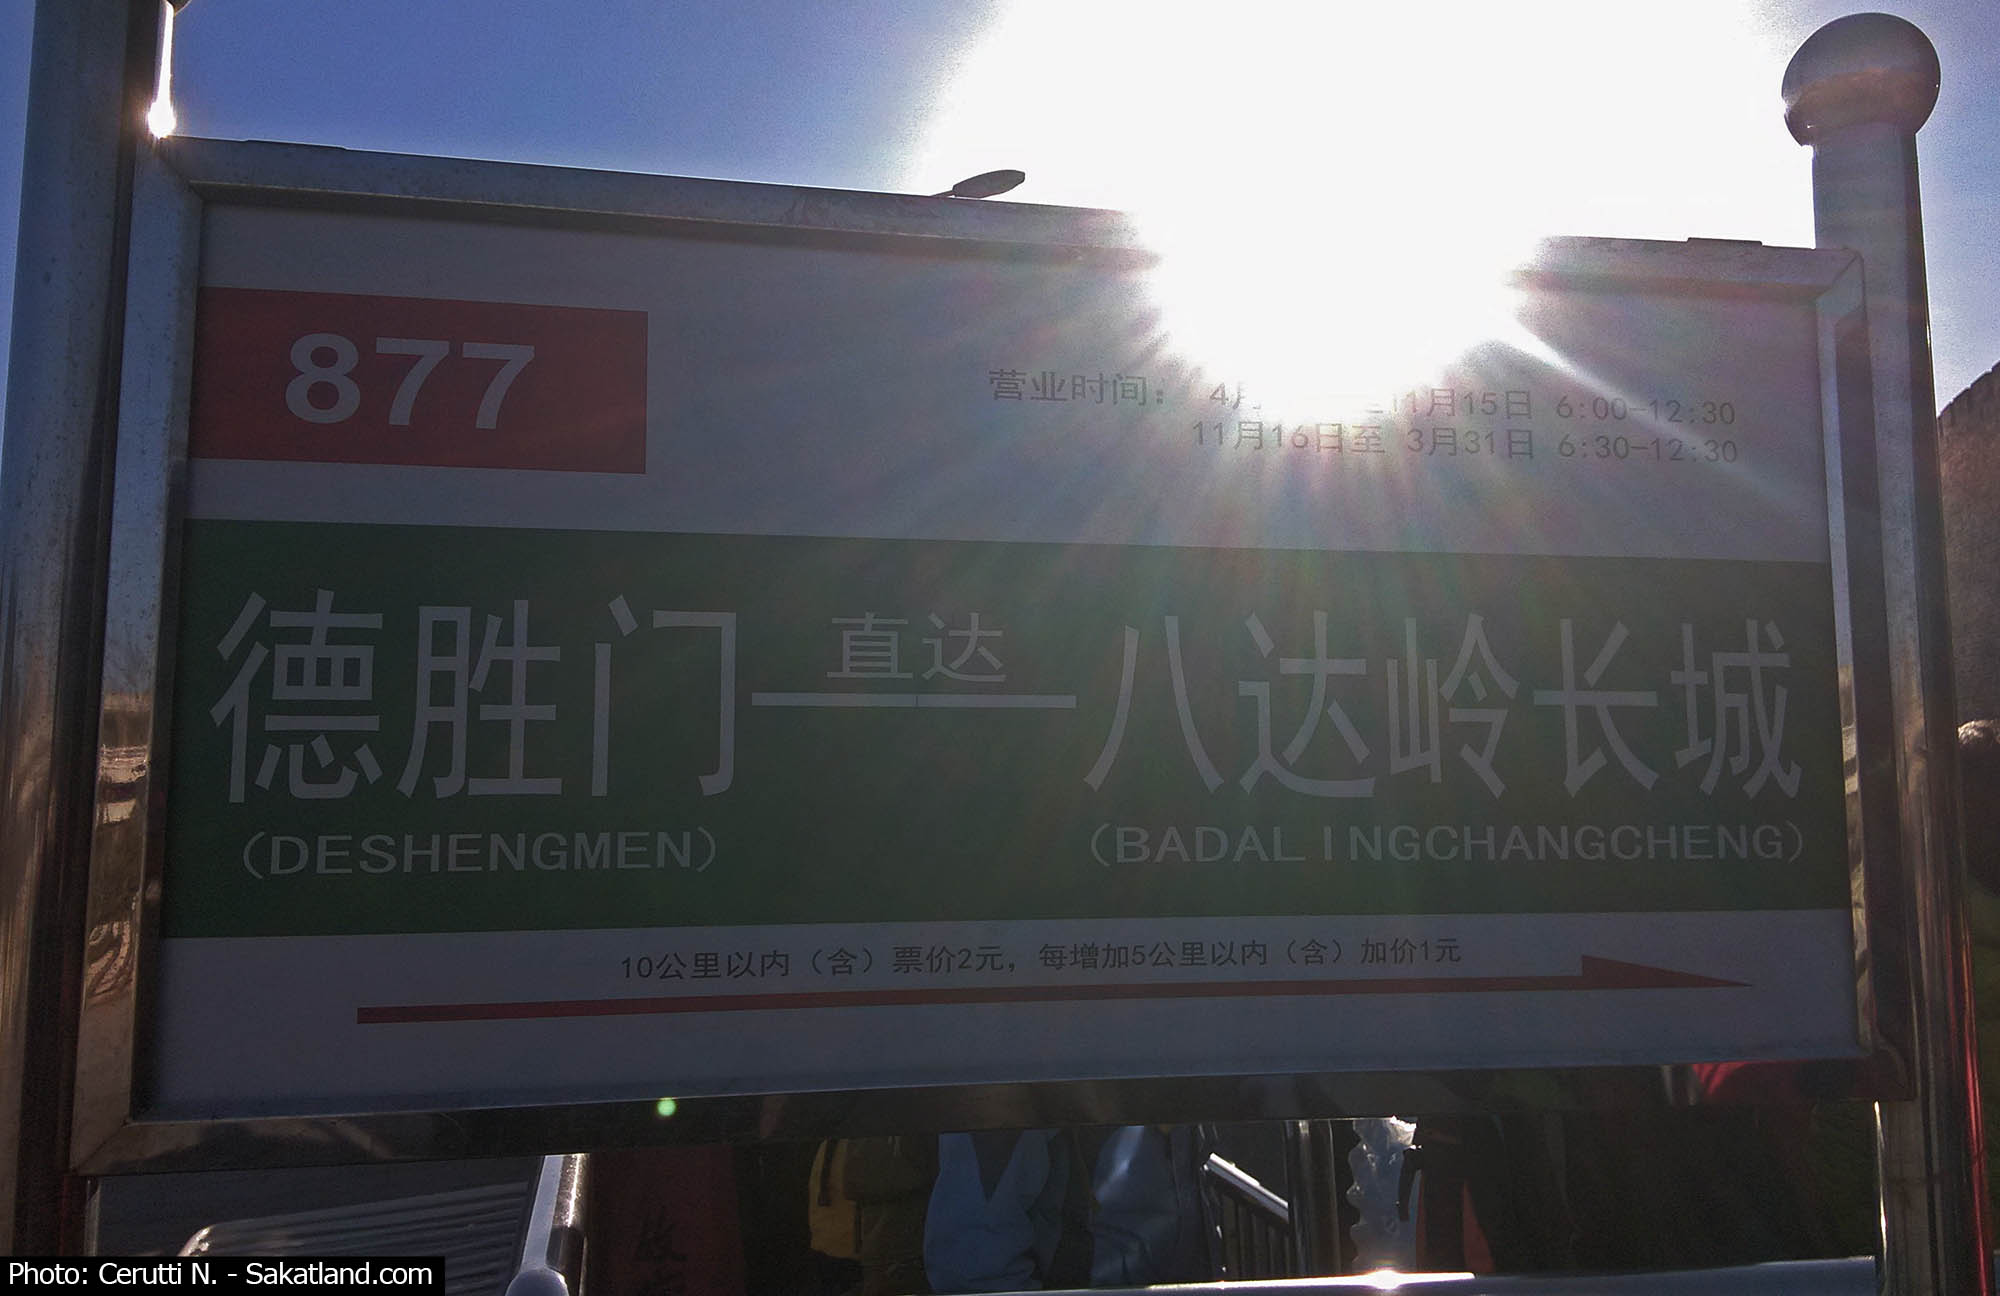 877
营业时间: 4月 11月15日 6:00-12:30
11月16日至 3月31日 6:30-12:30
德胜门 直达 八达岭长城
(DESHENGMEN) (BADALINGCHANGCHENG)
10公里以内（含）票价2元，每增加5公里以内（含）加价1元
Photo: Cerutti N. - Sakatland.com